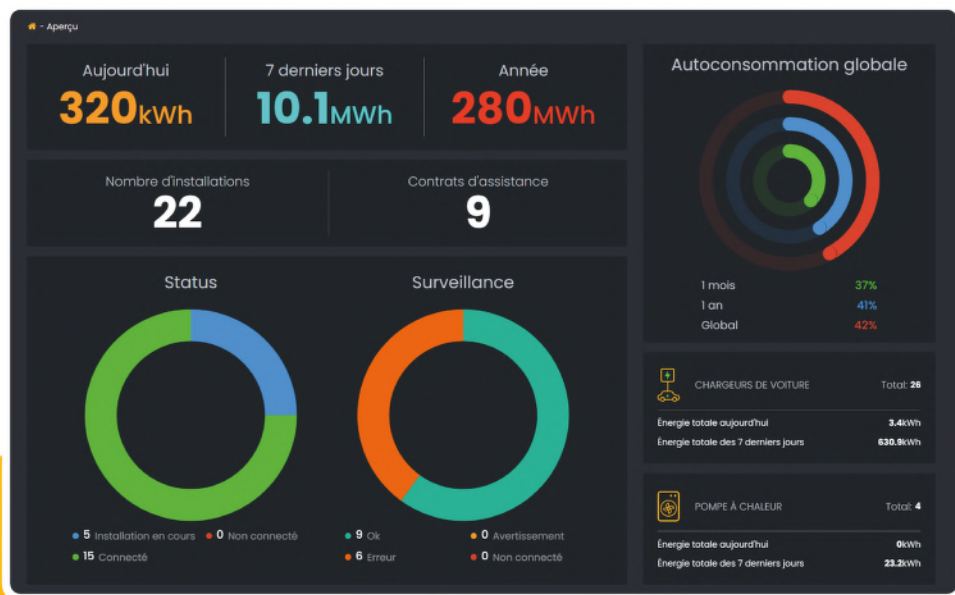 - Aperçu
Aujourd'hui
320kWh
7 derniers jours
10.1MWh
Année
280MWh
Nombre d'installations
22
Contrats d'assistance
9
Status
5 Installation en cours
0 Non connecté
15 Connecté
Surveillance
9 Ok
0 Avertissement
6 Erreur
0 Non connecté
Autoconsommation globale
1 mois 37%
1 an 41%
Global 42%
CHARGEURS DE VOITURE Total: 26
Énergie totale aujourd'hui 3.4kWh
Énergie totale des 7 derniers jours 630.9kWh
POMPE À CHALEUR Total: 4
Énergie totale aujourd'hui 0kWh
Énergie totale des 7 derniers jours 23.2kWh